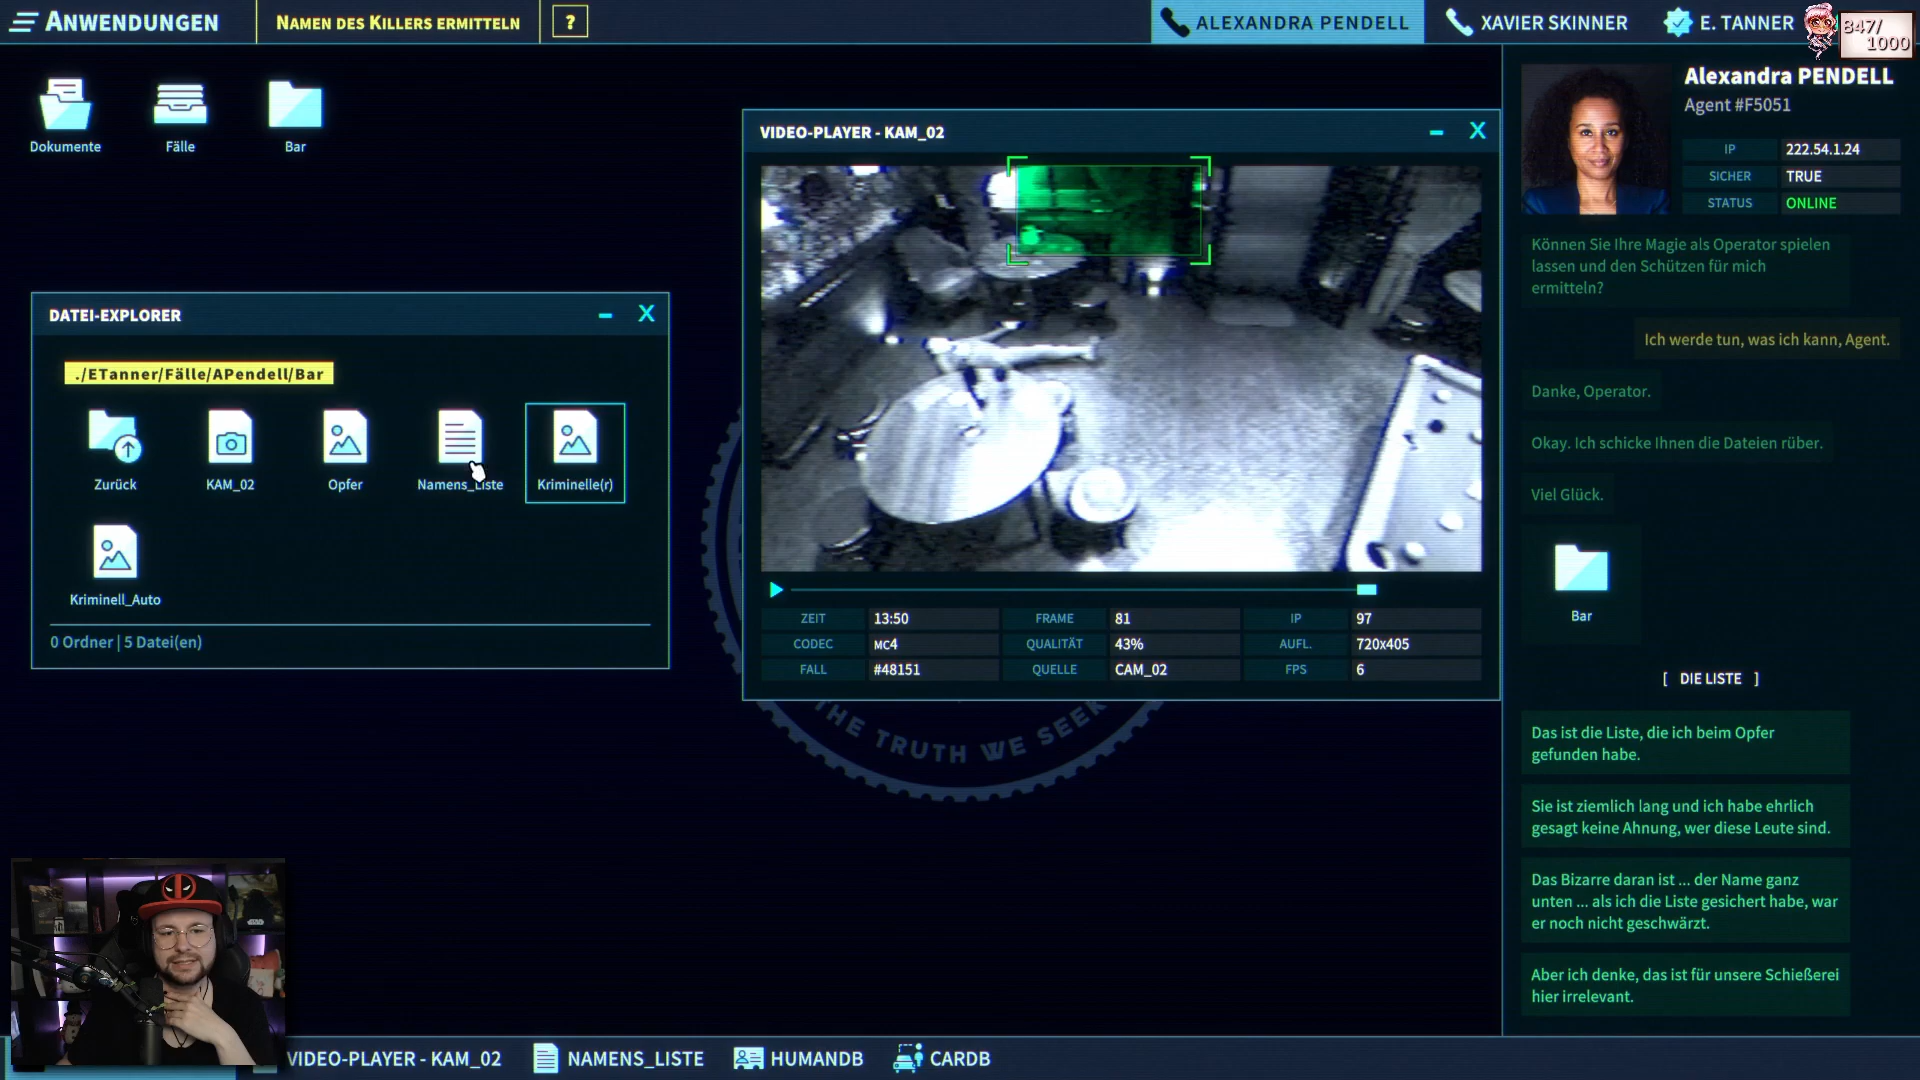 ANWENDUNGEN
NAMEN DES KILLERS ERMITTELN
?
ALEXANDRA PENDELL
XAVIER SKINNER
E. TANNER
847/
1000
Dokumente
Fälle
Bar
DATEI-EXPLORER
./ETanner/Fälle/APendell/Bar
Zurück
KAM_02
Opfer
Namens_Liste
Kriminelle(r)
Kriminell_Auto
0 Ordner | 5 Datei(en)
VIDEO-PLAYER - KAM_02
ZEIT 13:50 FRAME 81 IP 97
CODEC MC4 QUALITÄT 43% AUFL. 720x405
FALL #48151 QUELLE CAM_02 FPS 6
THE TRUTH WE SEEK
Alexandra PENDELL
Agent #F5051
IP 222.54.1.24
SICHER TRUE
STATUS ONLINE
Können Sie Ihre Magie als Operator spielen
lassen und den Schützen für mich
ermitteln?
Ich werde tun, was ich kann, Agent.
Danke, Operator.
Okay. Ich schicke Ihnen die Dateien rüber.
Viel Glück.
Bar
[ DIE LISTE ]
Das ist die Liste, die ich beim Opfer
gefunden habe.
Sie ist ziemlich lang und ich habe ehrlich
gesagt keine Ahnung, wer diese Leute sind.
Das Bizarre daran ist ... der Name ganz
unten ... als ich die Liste gesichert habe, war
er noch nicht geschwärzt.
Aber ich denke, das ist für unsere Schießerei
hier irrelevant.
VIDEO-PLAYER - KAM_02
NAMENS_LISTE
HUMANDB
CARDB